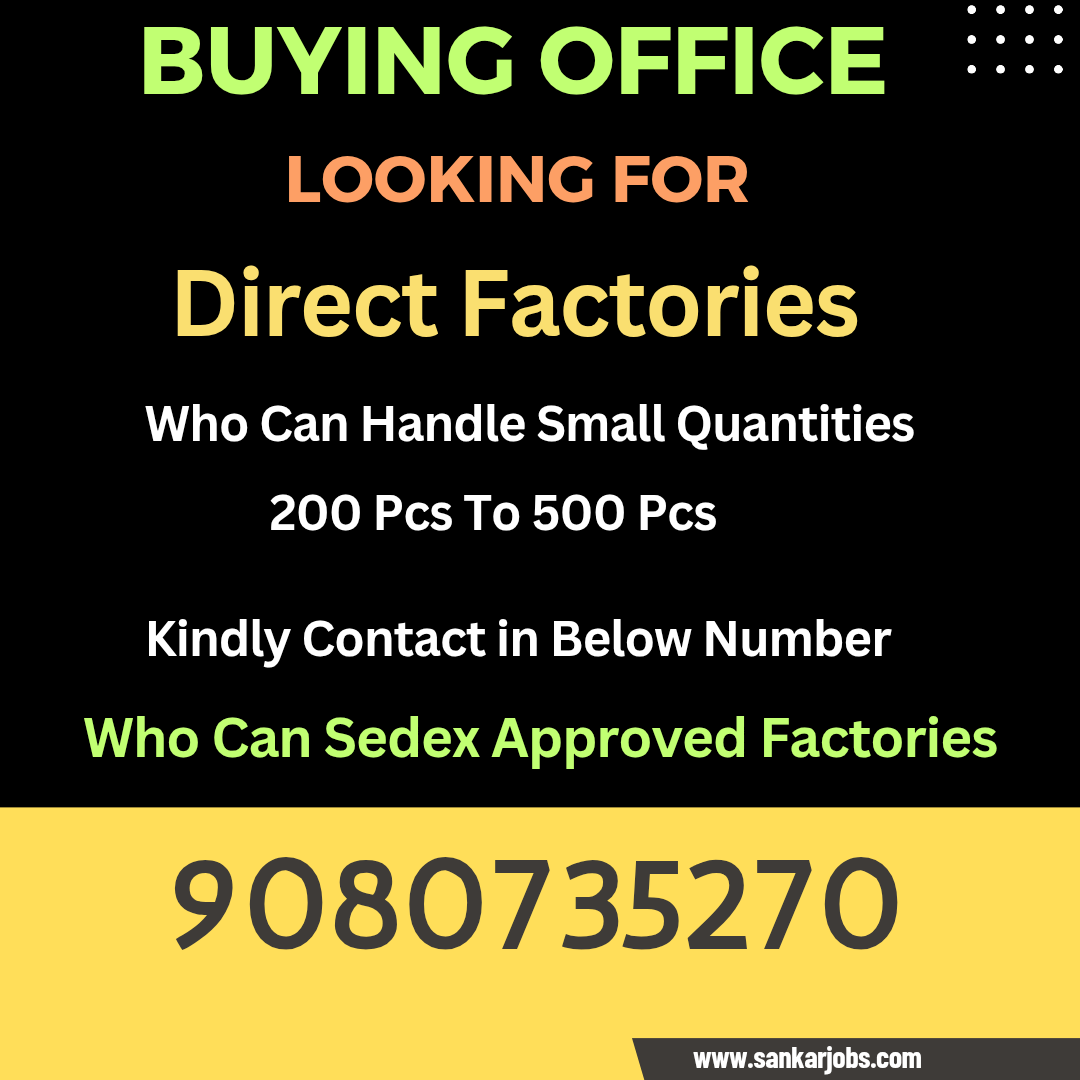 BUYING OFFICE
LOOKING FOR
Direct Factories
Who Can Handle Small Quantities
200 Pcs To 500 Pcs
Kindly Contact in Below Number
Who Can Sedex Approved Factories
9080735270
www.sankarjobs.com